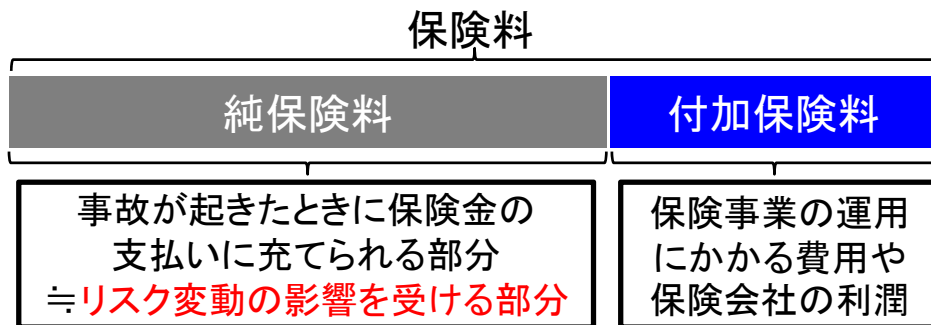 保険料
純保険料
付加保険料
事故が起きたときに保険金の
支払いに充てられる部分
≒リスク変動の影響を受ける部分
保険事業の運用
にかかる費用や
保険会社の利潤